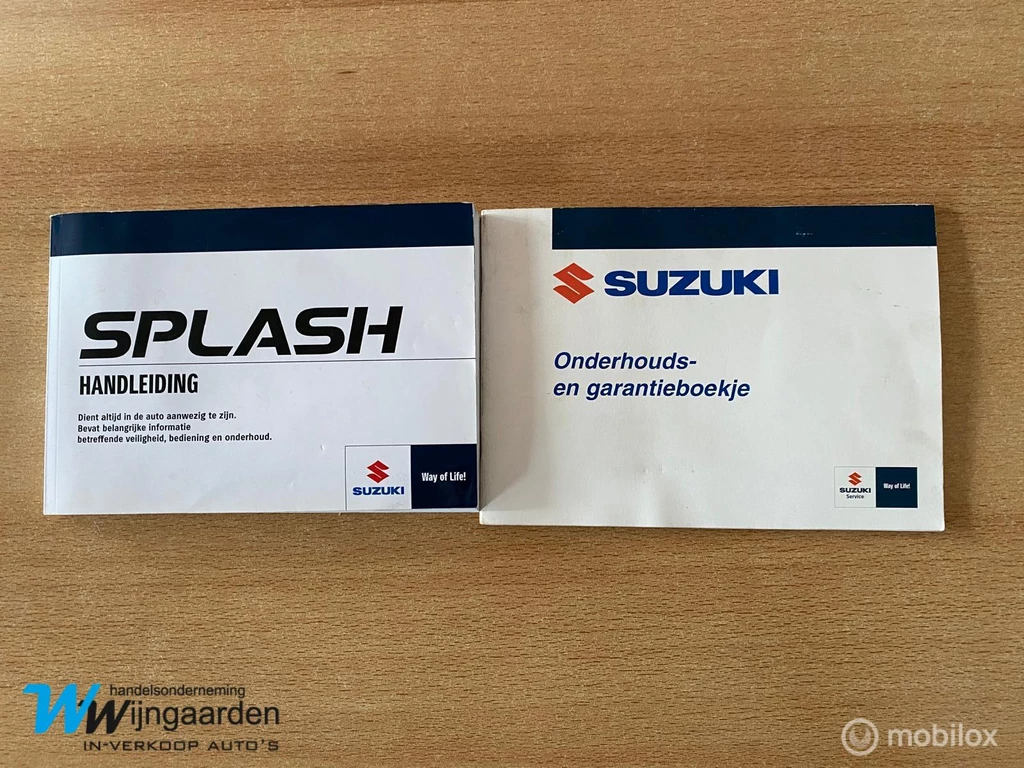 SPLASH
HANDLEIDING
Dient altijd in de auto aanwezig te zijn.
Bevat belangrijke informatie
betreffende veiligheid, bediening en onderhoud.
SUZUKI
Way of Life!
SUZUKI
Onderhouds-
en garantieboekje
SUZUKI
Service
Way of Life!
handelsonderneming
Wijngaarden
IN-VERKOOP AUTO'S
mobilox